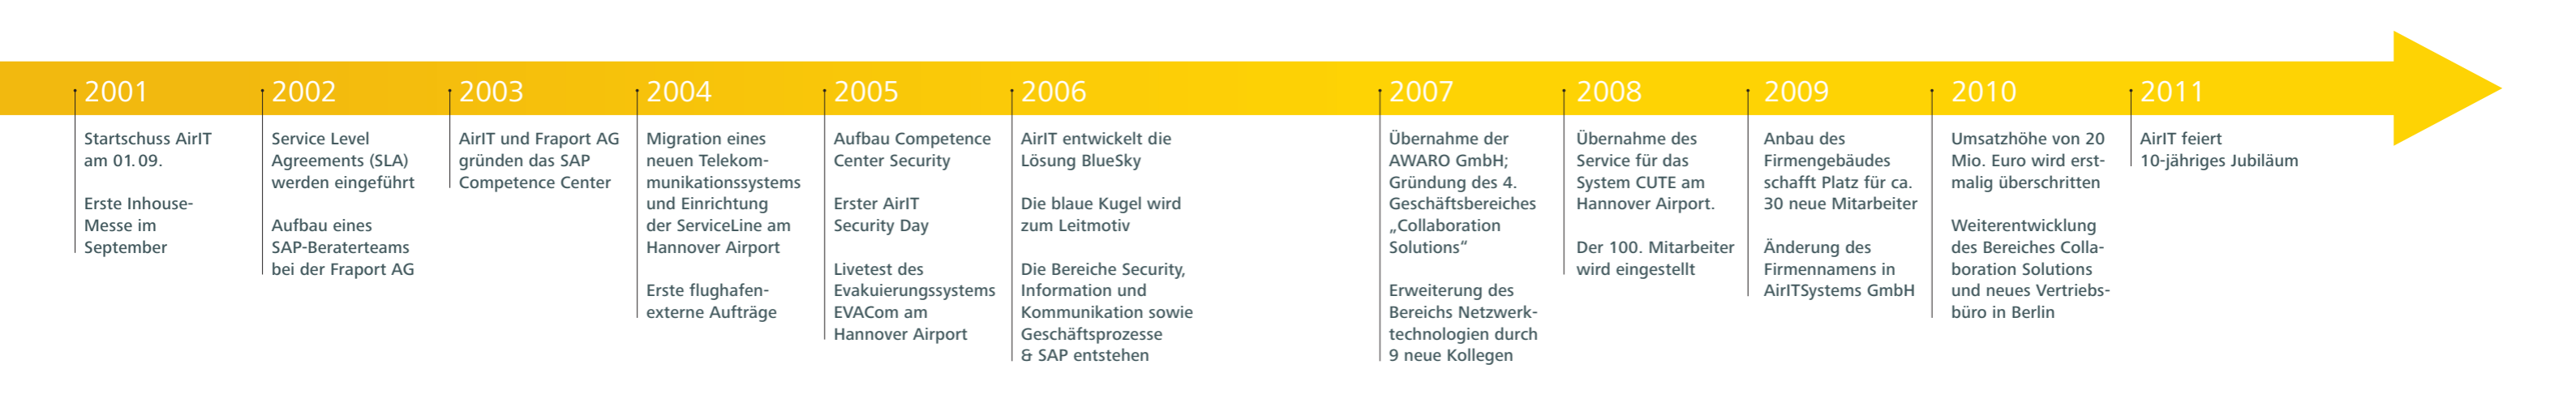 2001
Startschuss AirIT
am 01. 09.
Erste Inhouse-
Messe im
September
2002
Service Level
Agreements (SLA)
werden eingeführt
Aufbau eines
SAP-Beraterteams
bei der Fraport AG
2003
AirIT und Fraport AG
gründen das SAP
Competence Center
2004
Migration eines
neuen Telekom-
munikationssystems
und Einrichtung
der ServiceLine am
Hannover Airport
Erste flughafen-
externe Aufträge
2005
Aufbau Competence
Center Security
Erster AirIT
Security Day
Livetest des
Evakuierungssystems
EVACom am
Hannover Airport
2006
AirIT entwickelt die
Lösung BlueSky
Die blaue Kugel wird
zum Leitmotiv
Die Bereiche Security,
Information und
Kommunikation sowie
Geschäftsprozesse
& SAP entstehen
2007
Übernahme der
AWARO GmbH;
Gründung des 4.
Geschäftsbereiches
„Collaboration
Solutions“
Erweiterung des
Bereichs Netzwerk-
technologien durch
9 neue Kollegen
2008
Übernahme des
Service für das
System CUTE am
Hannover Airport.
Der 100. Mitarbeiter
wird eingestellt
2009
Anbau des
Firmengebäudes
schafft Platz für ca.
30 neue Mitarbeiter
Änderung des
Firmennamens in
AirITSystems GmbH
2010
Umsatzhöhe von 20
Mio. Euro wird erst-
malig überschritten
Weiterentwicklung
des Bereiches Colla-
boration Solutions
und neues Vertriebs-
büro in Berlin
2011
AirIT feiert
10-jähriges Jubiläum